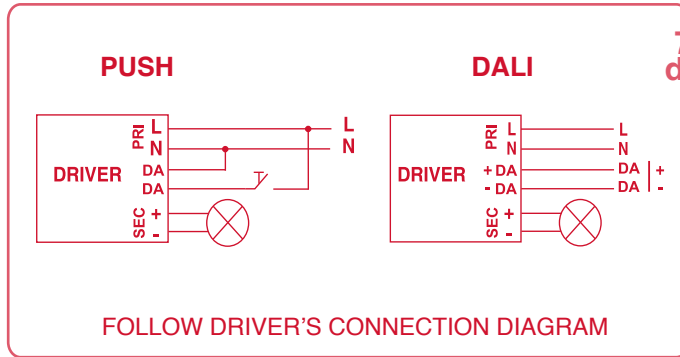 PUSH
DRIVER
PRI
L
N
DA
DA
SEC
+
-
L
N
DALI
DRIVER
PRI
L
N
+ DA
- DA
SEC
+
-
L
N
DA | +
DA | -
FOLLOW DRIVER'S CONNECTION DIAGRAM